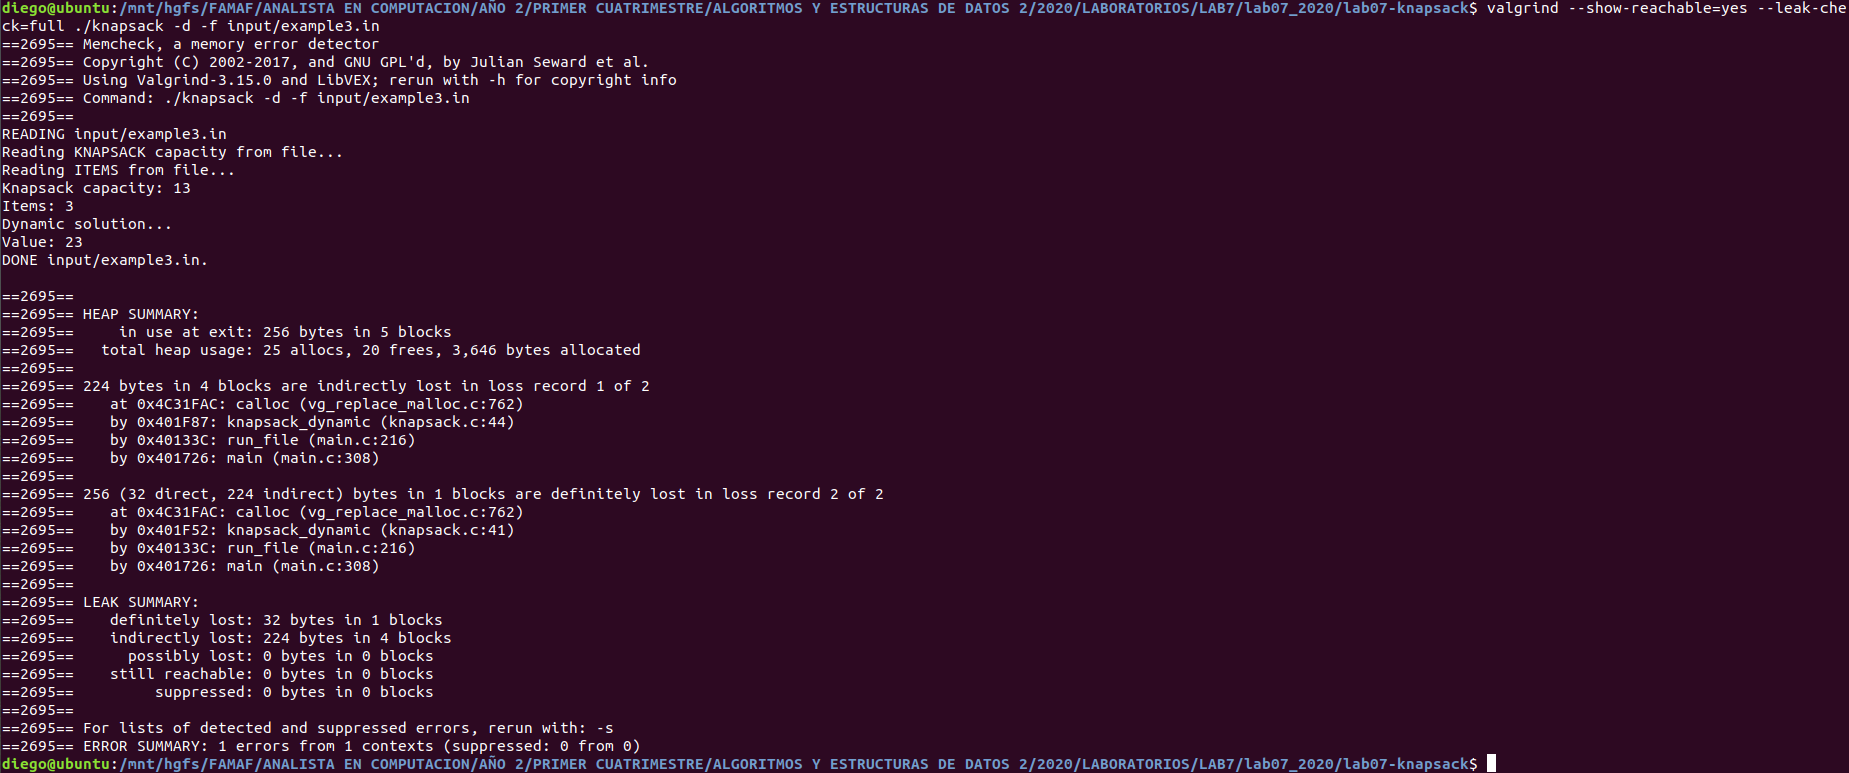 diego@ubuntu:/mnt/hgfs/FAMAF/ANALISTA EN COMPUTACION/AÑO 2/PRIMER CUATRIMESTRE/ALGORITMOS Y ESTRUCTURAS DE DATOS 2/2020/LABORATORIOS/LAB7/lab07_2020/lab07-knapsack$ valgrind --show-reachable=yes --leak-che
ck=full ./knapsack -d -f input/example3.in
==2695== Memcheck, a memory error detector
==2695== Copyright (C) 2002-2017, and GNU GPL'd, by Julian Seward et al.
==2695== Using Valgrind-3.15.0 and LibVEX; rerun with -h for copyright info
==2695== Command: ./knapsack -d -f input/example3.in
==2695==
READING input/example3.in
Reading KNAPSACK capacity from file...
Reading ITEMS from file...
Knapsack capacity: 13
Items: 3
Dynamic solution...
Value: 23
DONE input/example3.in.
==2695==
==2695== HEAP SUMMARY:
==2695==     in use at exit: 256 bytes in 5 blocks
==2695==   total heap usage: 25 allocs, 20 frees, 3,646 bytes allocated
==2695==
==2695== 224 bytes in 4 blocks are indirectly lost in loss record 1 of 2
==2695==    at 0x4C31FAC: calloc (vg_replace_malloc.c:762)
==2695==    by 0x401F87: knapsack_dynamic (knapsack.c:44)
==2695==    by 0x40133C: run_file (main.c:216)
==2695==    by 0x401726: main (main.c:308)
==2695==
==2695== 256 (32 direct, 224 indirect) bytes in 1 blocks are definitely lost in loss record 2 of 2
==2695==    at 0x4C31FAC: calloc (vg_replace_malloc.c:762)
==2695==    by 0x401F52: knapsack_dynamic (knapsack.c:41)
==2695==    by 0x40133C: run_file (main.c:216)
==2695==    by 0x401726: main (main.c:308)
==2695==
==2695== LEAK SUMMARY:
==2695==    definitely lost: 32 bytes in 1 blocks
==2695==    indirectly lost: 224 bytes in 4 blocks
==2695==      possibly lost: 0 bytes in 0 blocks
==2695==    still reachable: 0 bytes in 0 blocks
==2695==         suppressed: 0 bytes in 0 blocks
==2695==
==2695== For lists of detected and suppressed errors, rerun with: -s
==2695== ERROR SUMMARY: 1 errors from 1 contexts (suppressed: 0 from 0)
diego@ubuntu:/mnt/hgfs/FAMAF/ANALISTA EN COMPUTACION/AÑO 2/PRIMER CUATRIMESTRE/ALGORITMOS Y ESTRUCTURAS DE DATOS 2/2020/LABORATORIOS/LAB7/lab07_2020/lab07-knapsack$